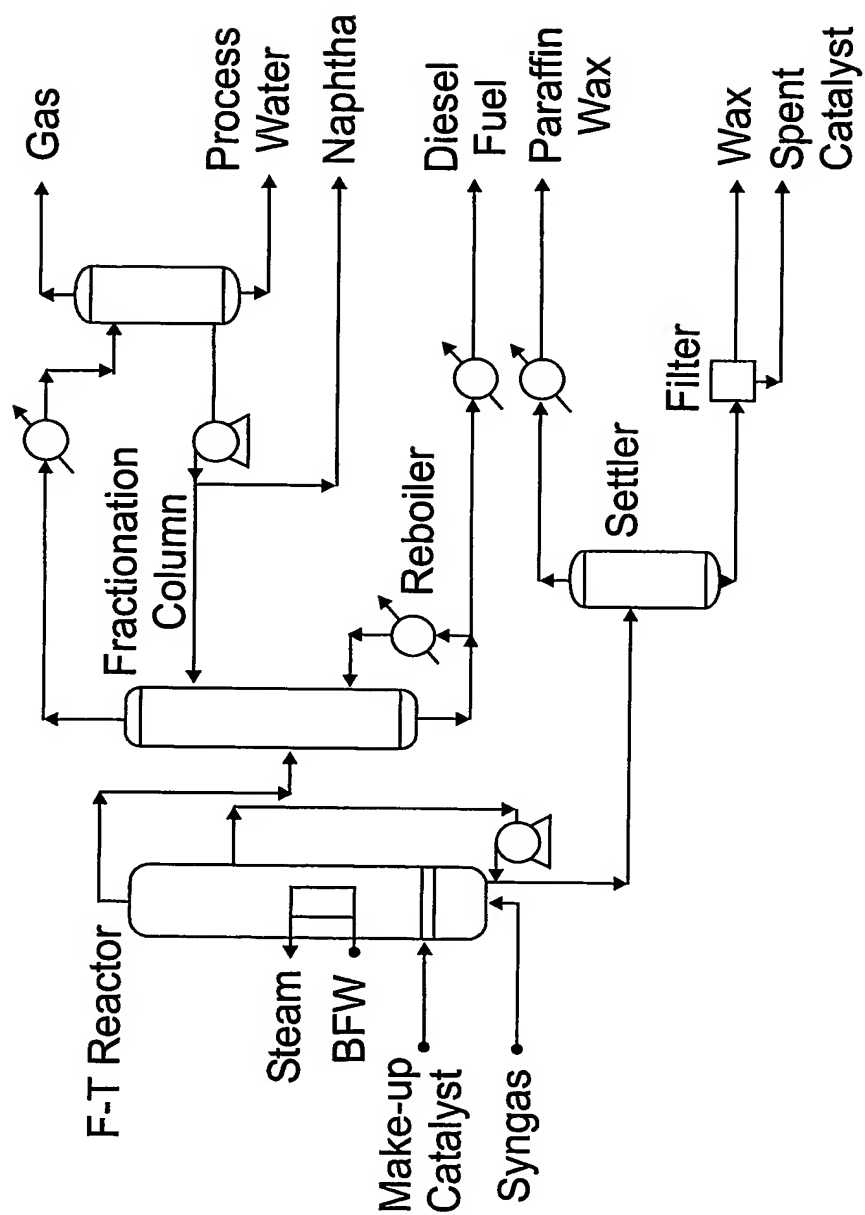 F-T Reactor
Steam
BFW
Make-up
Catalyst
Syngas
Fractionation
Column
Reboiler
Settler
Filter
Gas
Process
Water
Naphtha
Diesel
Fuel
Paraffin
Wax
Wax
Spent
Catalyst